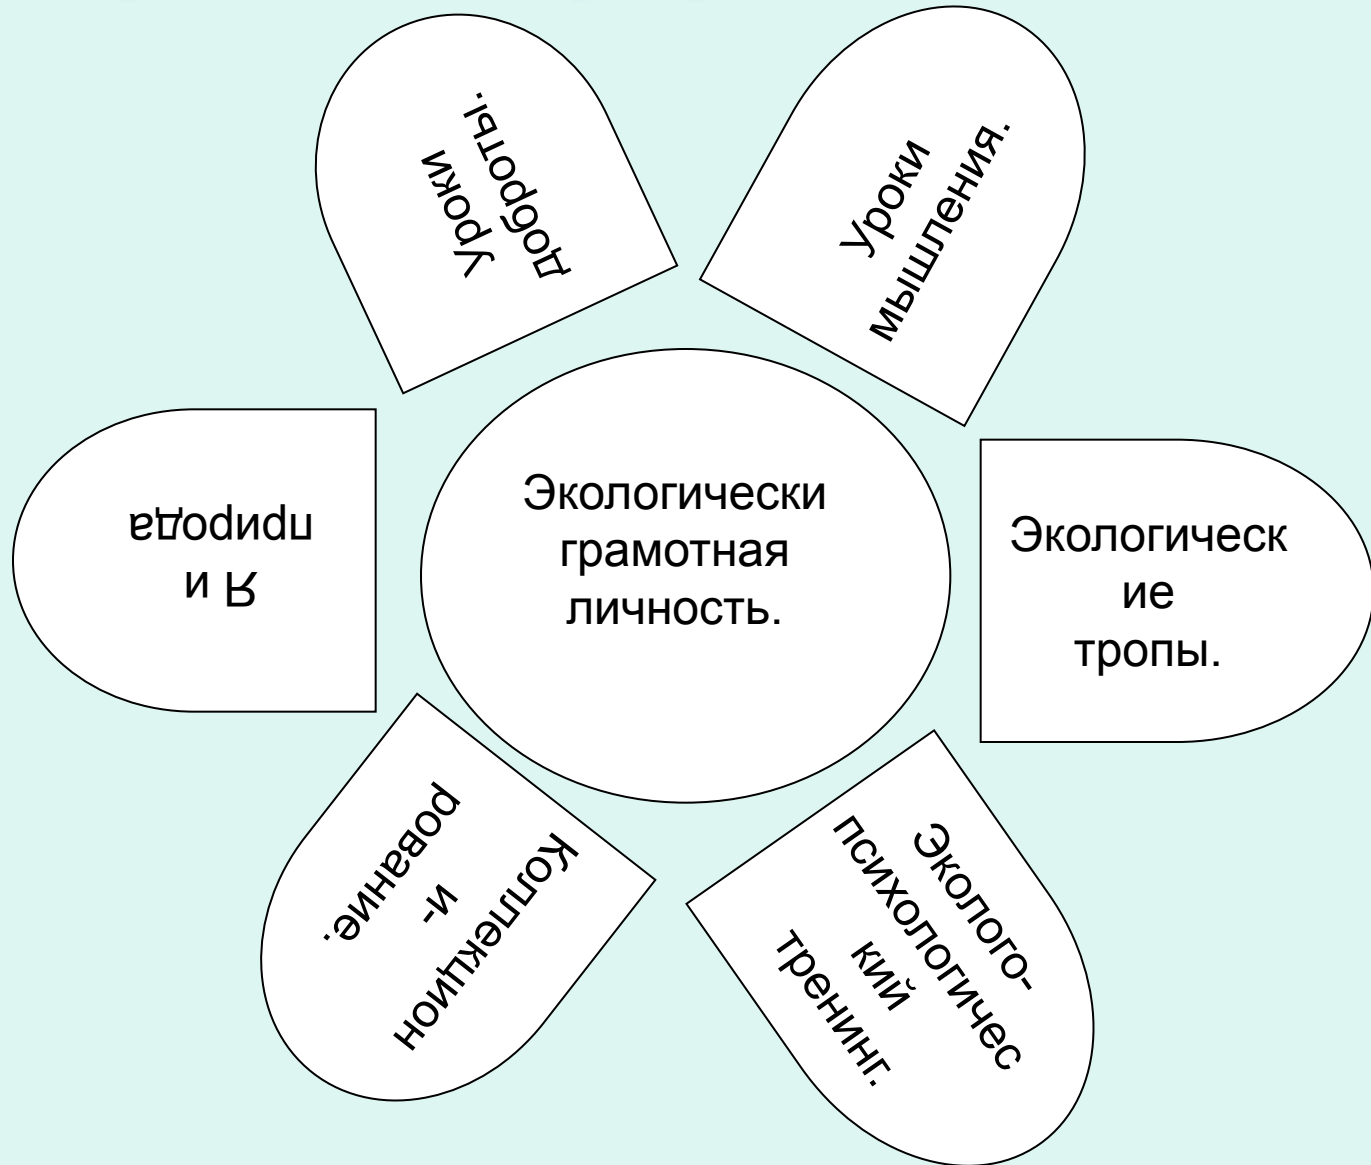 Уроки
доброты.
Уроки
мышления.
Я и
природа
Экологически
грамотная
личность.
Экологическ
ие
тропы.
Коллекцион
и-
рование.
Эколого-
психологичес
кий
тренинг.